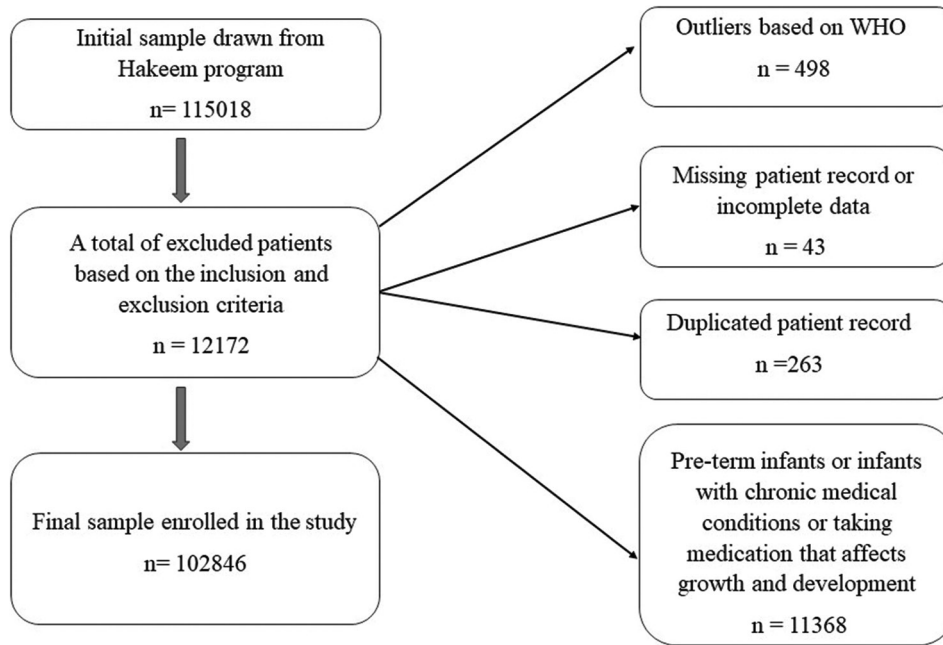 Initial sample drawn from
Hakeem program
n= 115018
A total of excluded patients
based on the inclusion and
exclusion criteria
n = 12172
Final sample enrolled in the study
n= 102846
Outliers based on WHO
n = 498
Missing patient record or
incomplete data
n = 43
Duplicated patient record
n =263
Pre-term infants or infants
with chronic medical
conditions or taking
medication that affects
growth and development
n = 11368